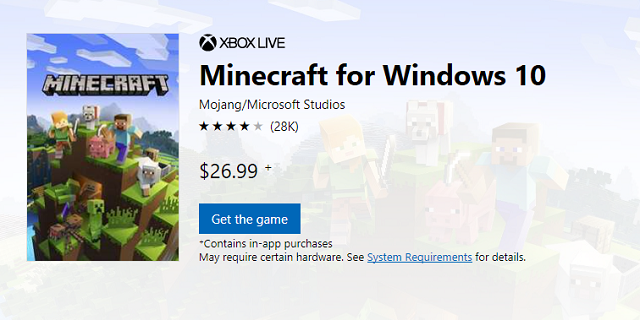 MINECRAFT
XBOX LIVE
Minecraft for Windows 10
Mojang/Microsoft Studios
★★★★★ (28K)
$26.99 +
Get the game
*Contains in-app purchases
May require certain hardware. See System Requirements for details.